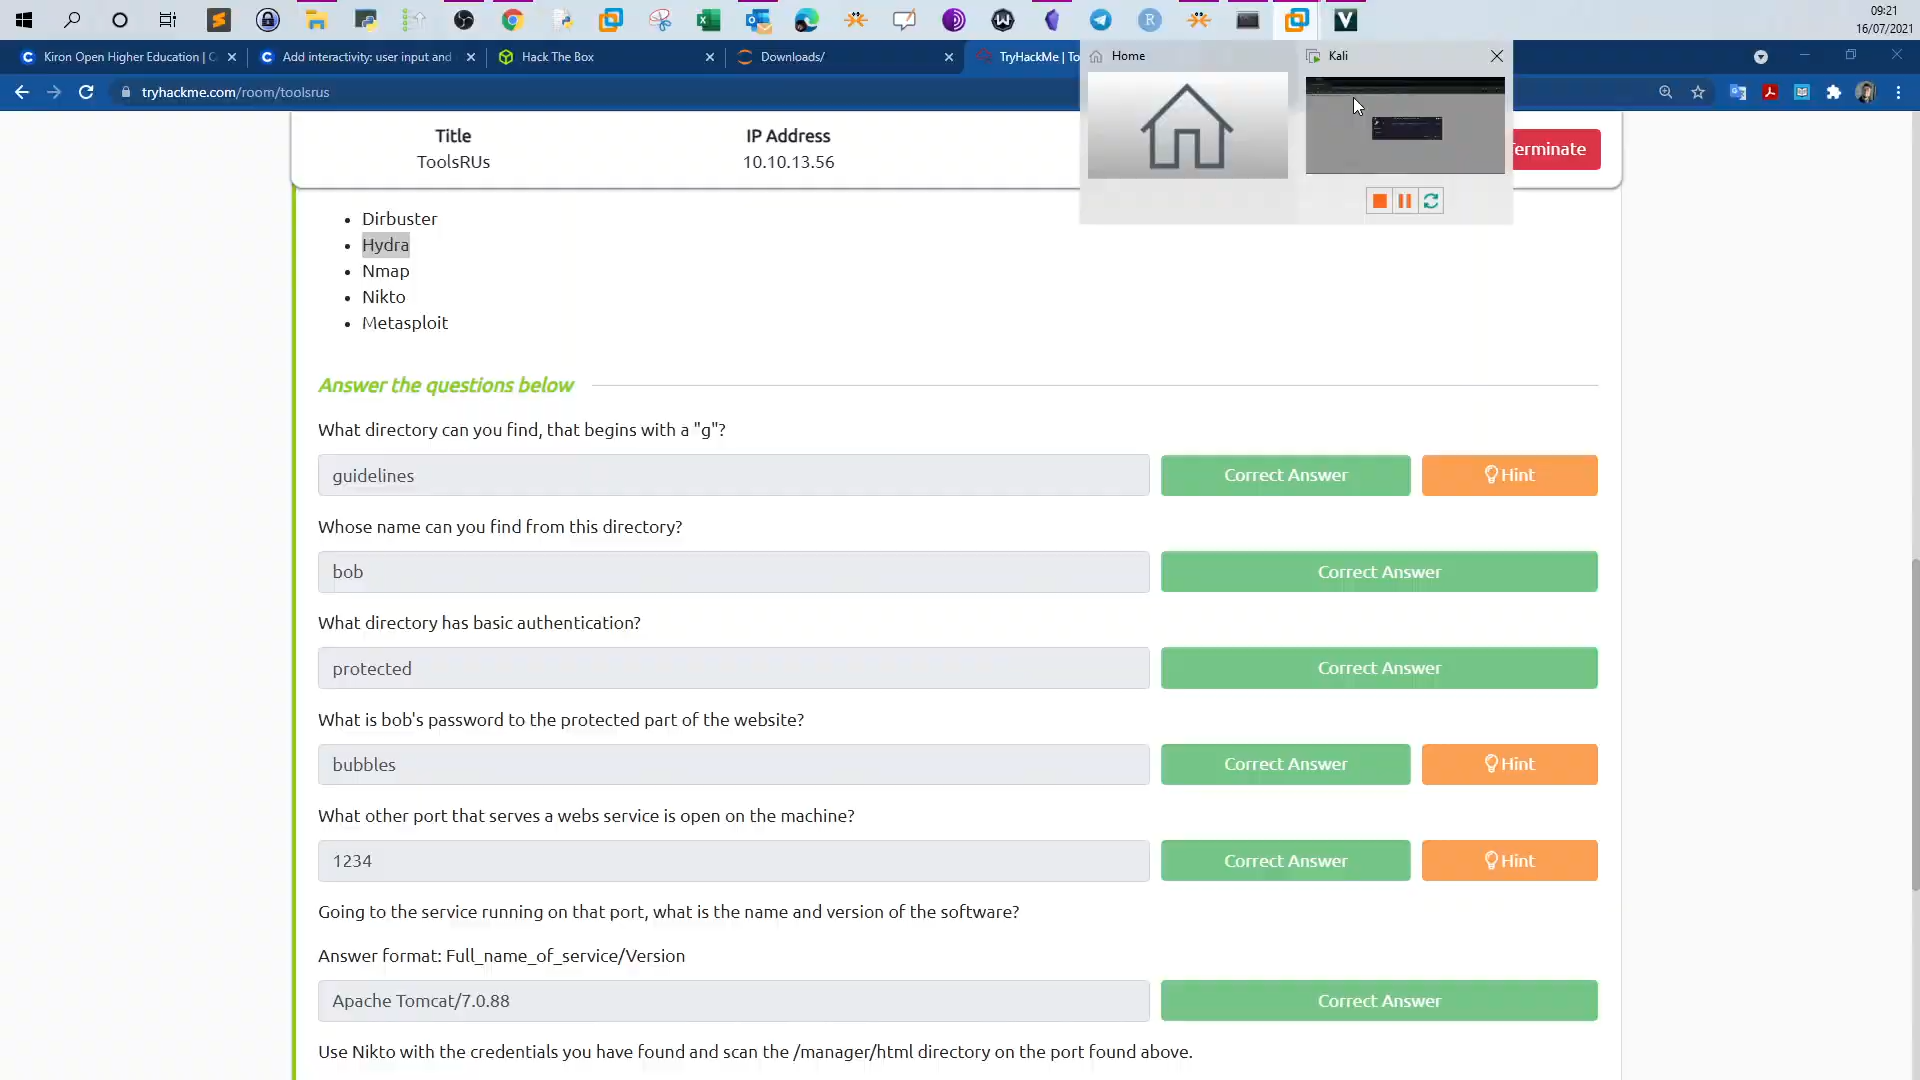 09:21
16/07/2021
Kiron Open Higher Education | C
Add interactivity: user input and
Hack The Box
Downloads/
TryHackMe | To
Home
Kali
tryhackme.com/room/toolsrus
Title
IP Address
ToolsRUs
10.10.13.56
Terminate
Dirbuster
Hydra
Nmap
Nikto
Metasploit
Answer the questions below
What directory can you find, that begins with a "g"?
guidelines
Correct Answer
Hint
Whose name can you find from this directory?
bob
Correct Answer
What directory has basic authentication?
protected
Correct Answer
What is bob's password to the protected part of the website?
bubbles
Correct Answer
Hint
What other port that serves a webs service is open on the machine?
1234
Correct Answer
Hint
Going to the service running on that port, what is the name and version of the software?
Answer format: Full_name_of_service/Version
Apache Tomcat/7.0.88
Correct Answer
Use Nikto with the credentials you have found and scan the /manager/html directory on the port found above.